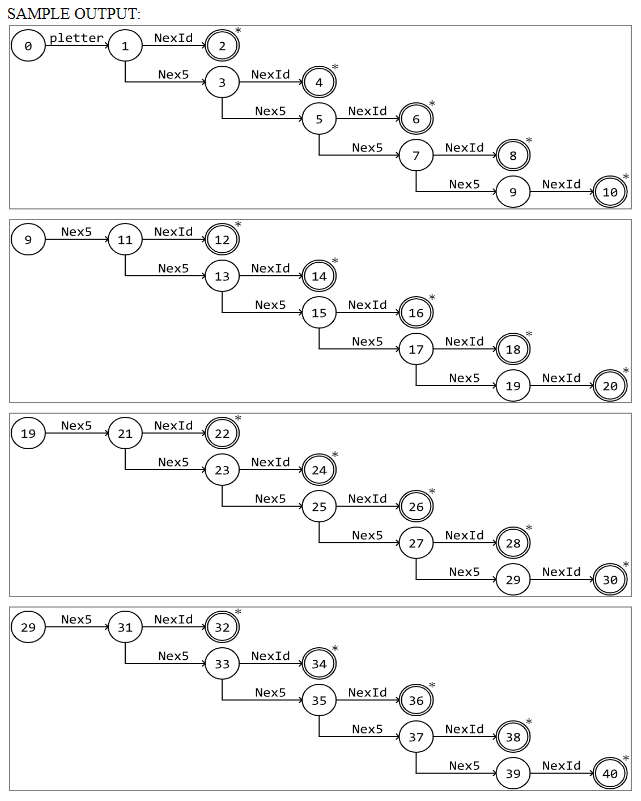 SAMPLE OUTPUT:
0 pletter 1 NexId 2 *
Nex5 3 NexId 4 *
Nex5 5 NexId 6 *
Nex5 7 NexId 8 *
Nex5 9 NexId 10 *
9 Nex5 11 NexId 12 *
Nex5 13 NexId 14 *
Nex5 15 NexId 16 *
Nex5 17 NexId 18 *
Nex5 19 NexId 20 *
19 Nex5 21 NexId 22 *
Nex5 23 NexId 24 *
Nex5 25 NexId 26 *
Nex5 27 NexId 28 *
Nex5 29 NexId 30 *
29 Nex5 31 NexId 32 *
Nex5 33 NexId 34 *
Nex5 35 NexId 36 *
Nex5 37 NexId 38 *
Nex5 39 NexId 40 *